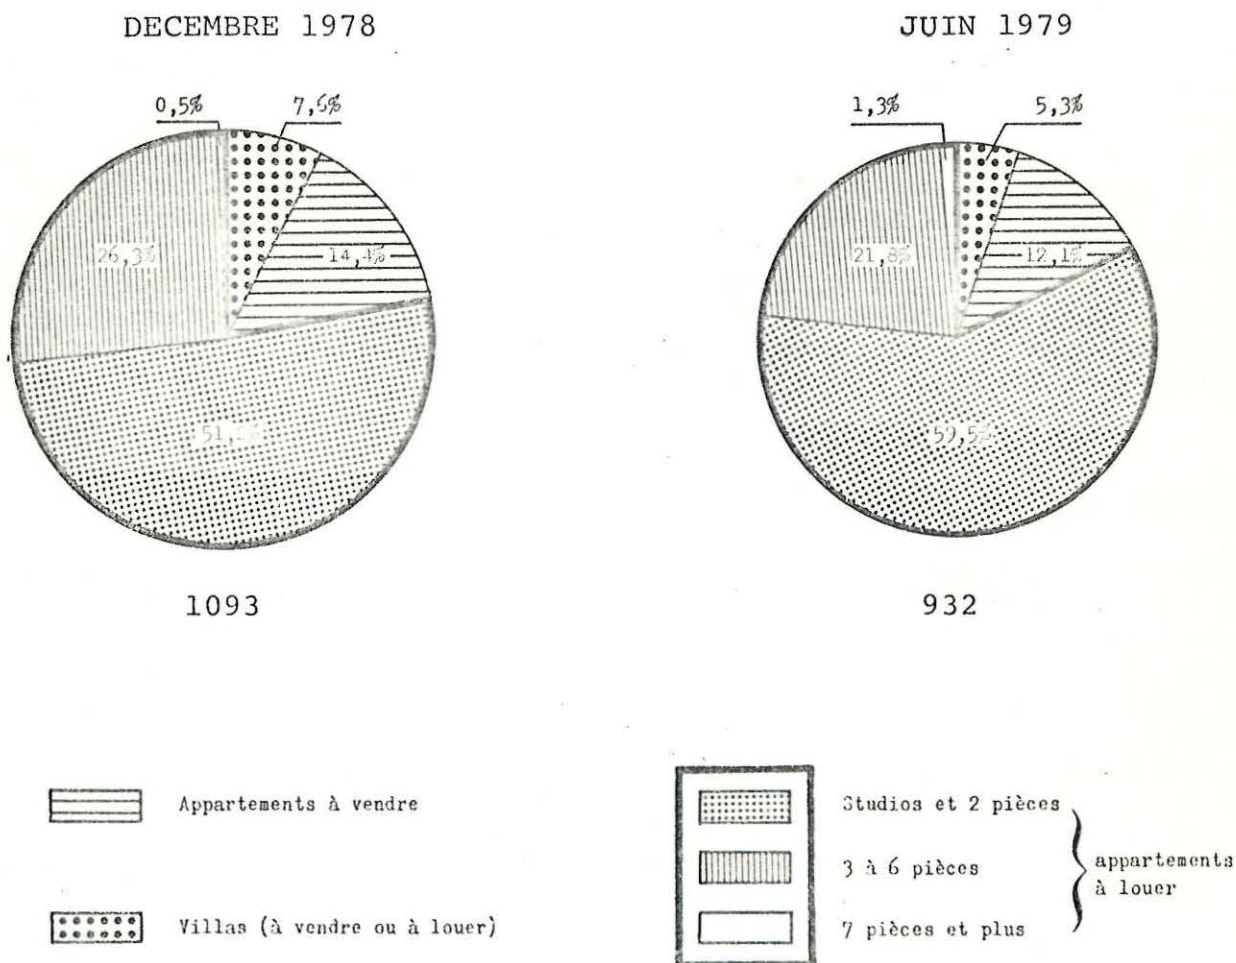 DECEMBRE 1978
JUIN 1979
0,5%
7,6%
1,3%
5,3%
26,3%
14,4%
21,8%
12,1%
59,5%
1093
932
Appartements à vendre
Villas (à vendre ou à louer)
Studios et 2 pièces
3 à 6 pièces
7 pièces et plus
appartements
à louer